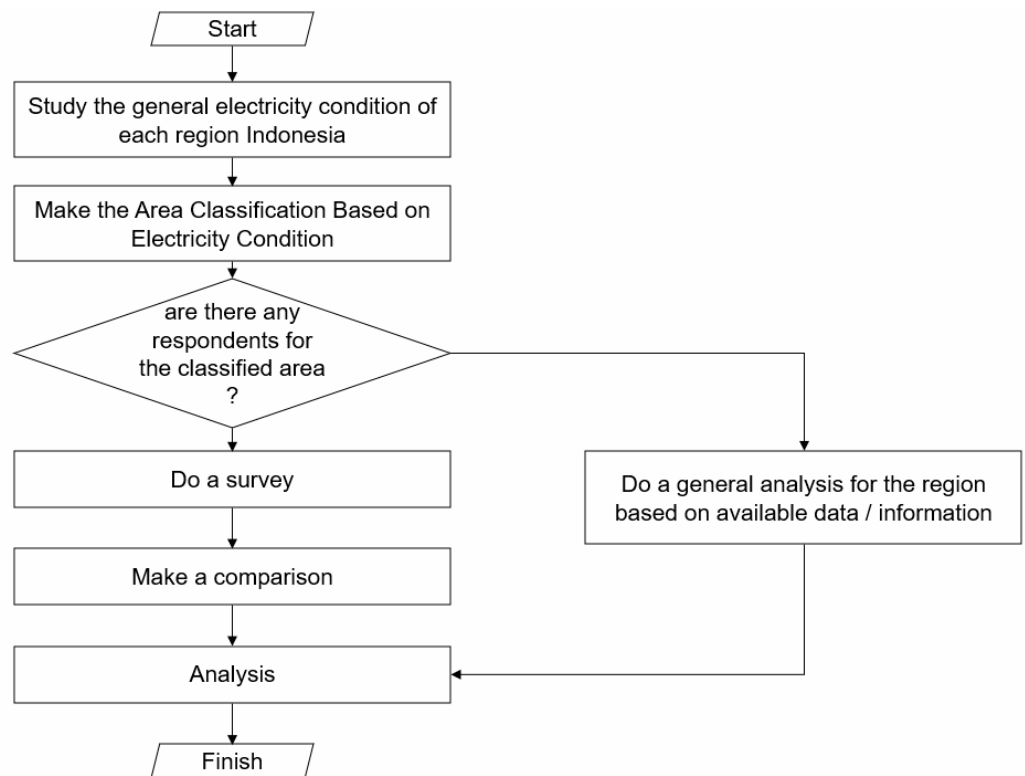 Start
Study the general electricity condition of
each region Indonesia
Make the Area Classification Based on
Electricity Condition
are there any
respondents for
the classified area
?
Do a survey
Do a general analysis for the region
based on available data / information
Make a comparison
Analysis
Finish